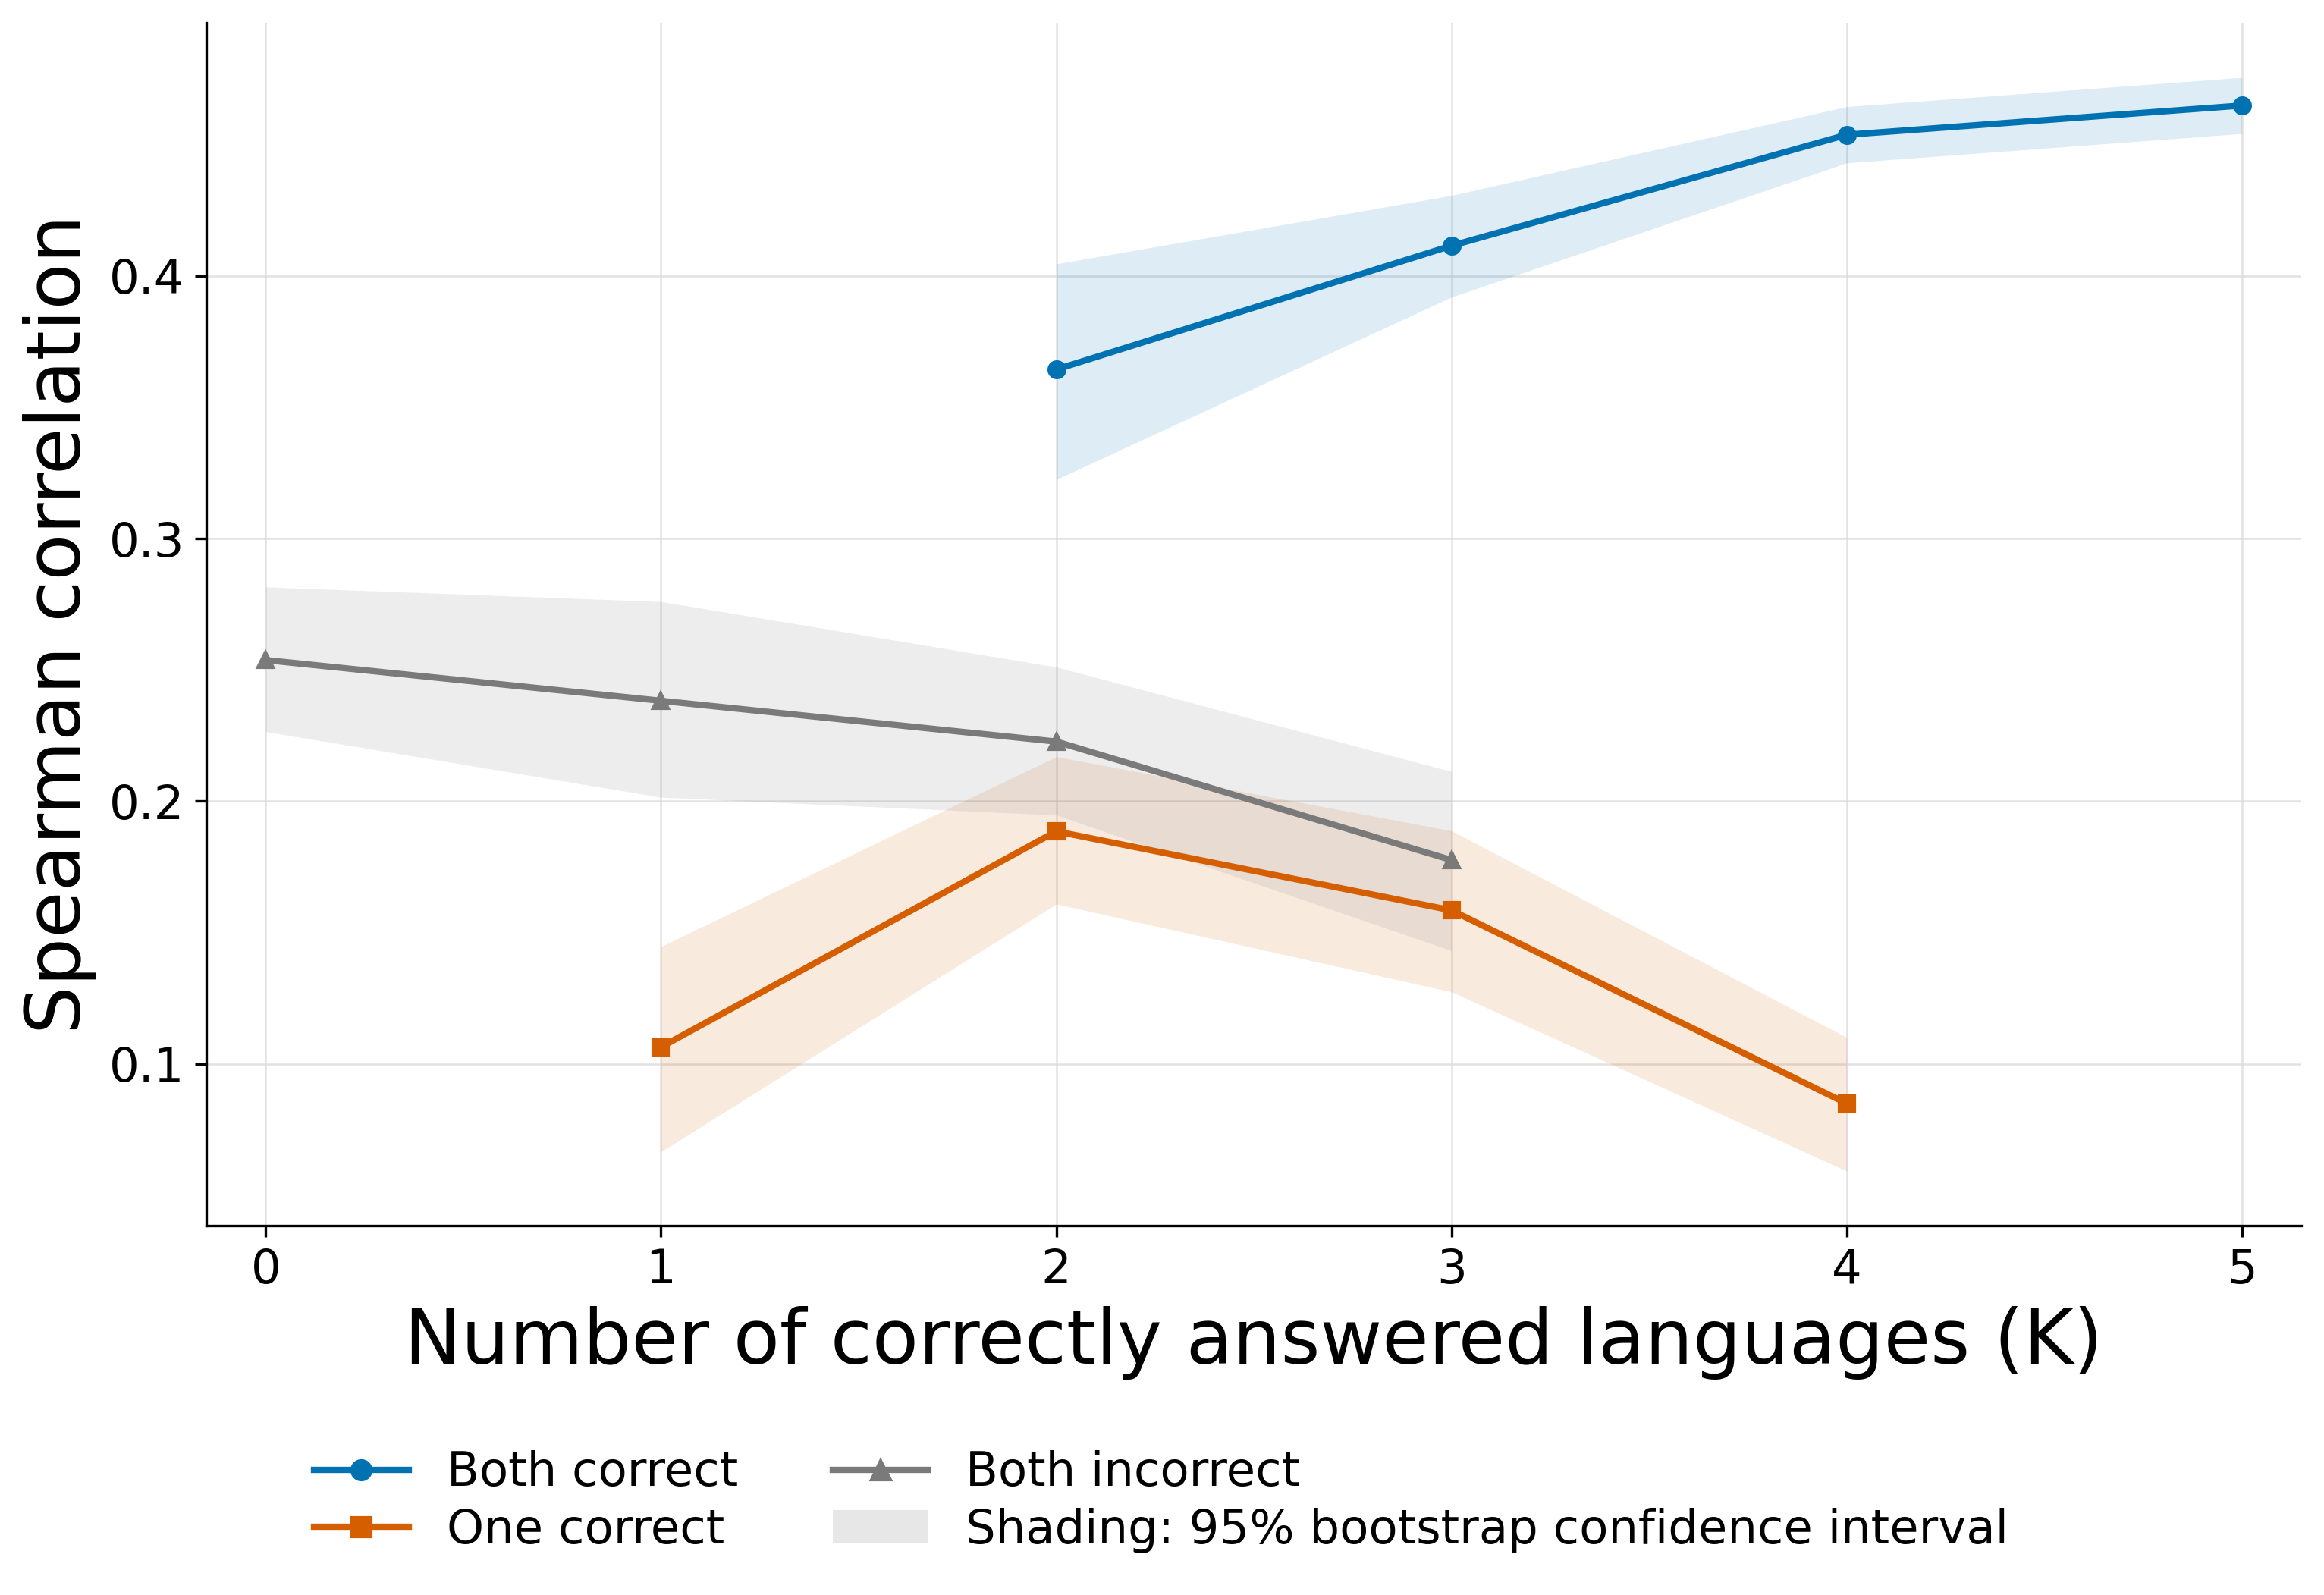 Spearman correlation
0.4
0.3
0.2
0.1
0 1 2 3 4 5
Number of correctly answered languages (K)
Both correct
One correct
Both incorrect
Shading: 95% bootstrap confidence interval